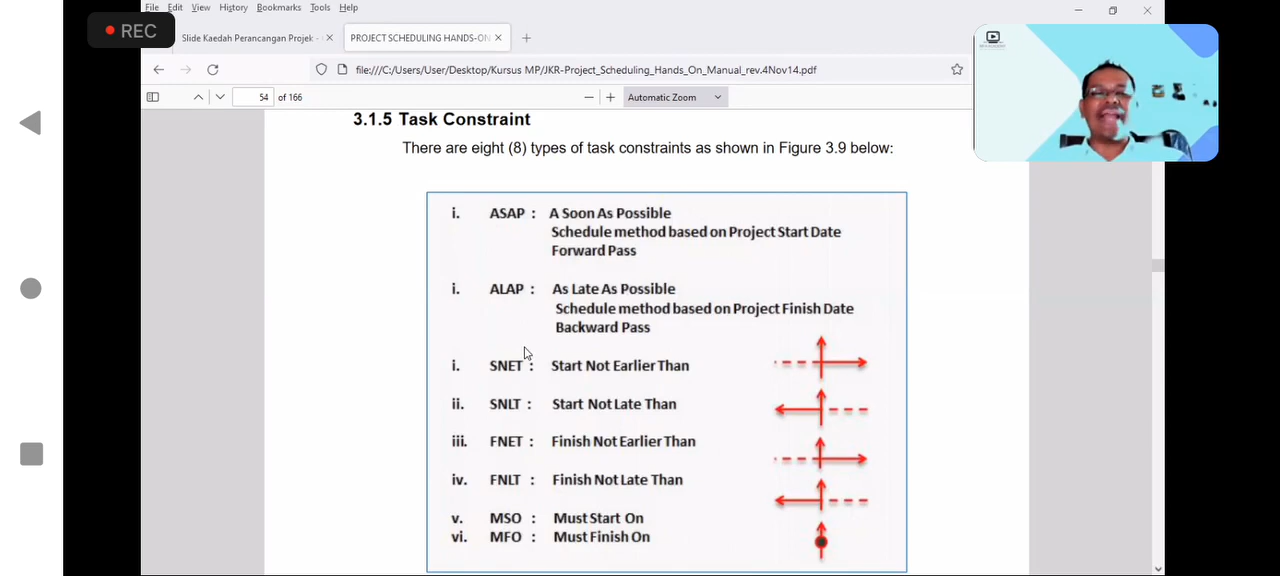 File Edit View History Bookmarks Tools Help
REC
Slide Kaedah Perancangan Projek -
PROJECT SCHEDULING HANDS-ON
file:///C:/Users/User/Desktop/Kursus MP/JKR-Project_Scheduling_Hands_On_Manual_rev.4Nov14.pdf
54 of 166
Automatic Zoom
3.1.5 Task Constraint
There are eight (8) types of task constraints as shown in Figure 3.9 below:
i. ASAP : A Soon As Possible
Schedule method based on Project Start Date
Forward Pass
i. ALAP : As Late As Possible
Schedule method based on Project Finish Date
Backward Pass
i. SNET : Start Not Earlier Than
ii. SNLT : Start Not Late Than
iii. FNET : Finish Not Earlier Than
iv. FNLT : Finish Not Late Than
v. MSO : Must Start On
vi. MFO : Must Finish On